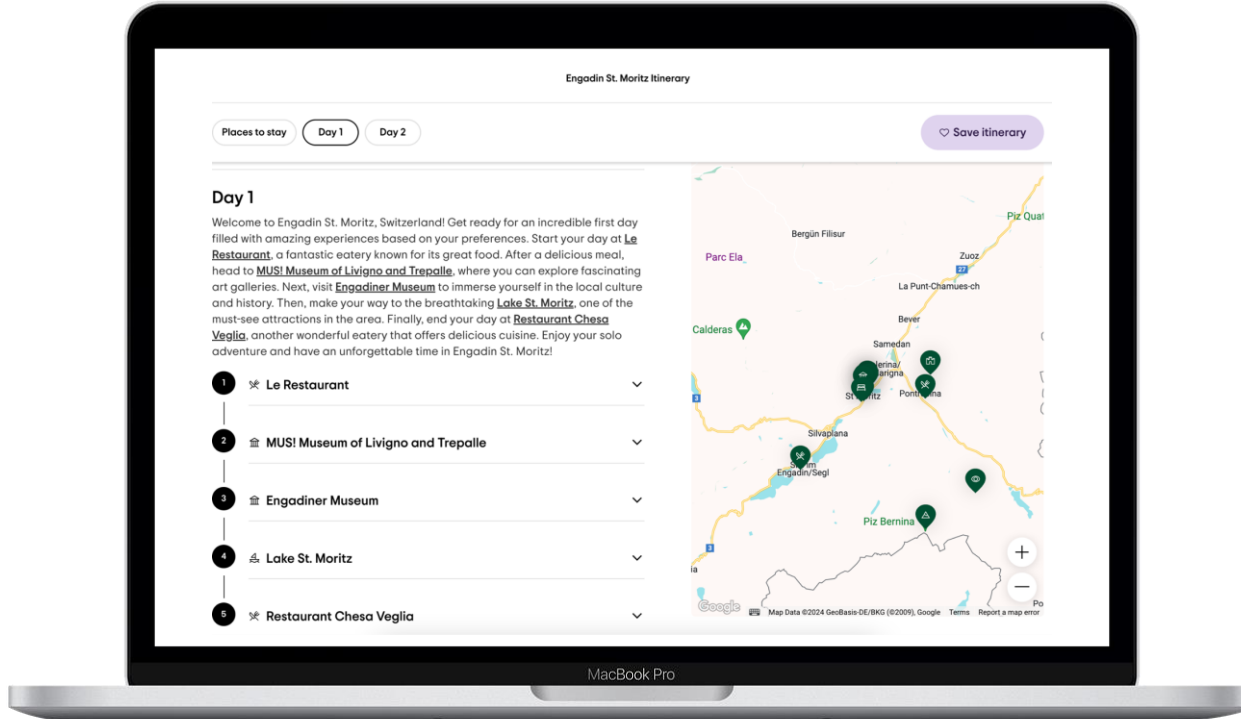 Engadin St. Moritz Itinerary
Places to stay
Day 1
Day 2
Save itinerary
Day 1
Welcome to Engadin St. Moritz, Switzerland! Get ready for an incredible first day
filled with amazing experiences based on your preferences. Start your day at Le
Restaurant, a fantastic eatery known for its great food. After a delicious meal,
head to MUS! Museum of Livigno and Trepalle, where you can explore fascinating
art galleries. Next, visit Engadiner Museum to immerse yourself in the local culture
and history. Then, make your way to the breathtaking Lake St. Moritz, one of the
must-see attractions in the area. Finally, end your day at Restaurant Chesa
Veglia, another wonderful eatery that offers delicious cuisine. Enjoy your solo
adventure and have an unforgettable time in Engadin St. Moritz!
1 Le Restaurant
2 MUS! Museum of Livigno and Trepalle
3 Engadiner Museum
4 Lake St. Moritz
5 Restaurant Chesa Veglia
Piz Quat
Bergün Filisur
Parc Ela
Zuoz
27
La Punt-Chamues-ch
Bever
Calderas
Samedan
3
Silvaplana
Engadin/Segl
Piz Bernina
3
Google
Map Data ©2024 GeoBasis-DE/BKG (©2009), Google
Terms
Report a map error
MacBook Pro